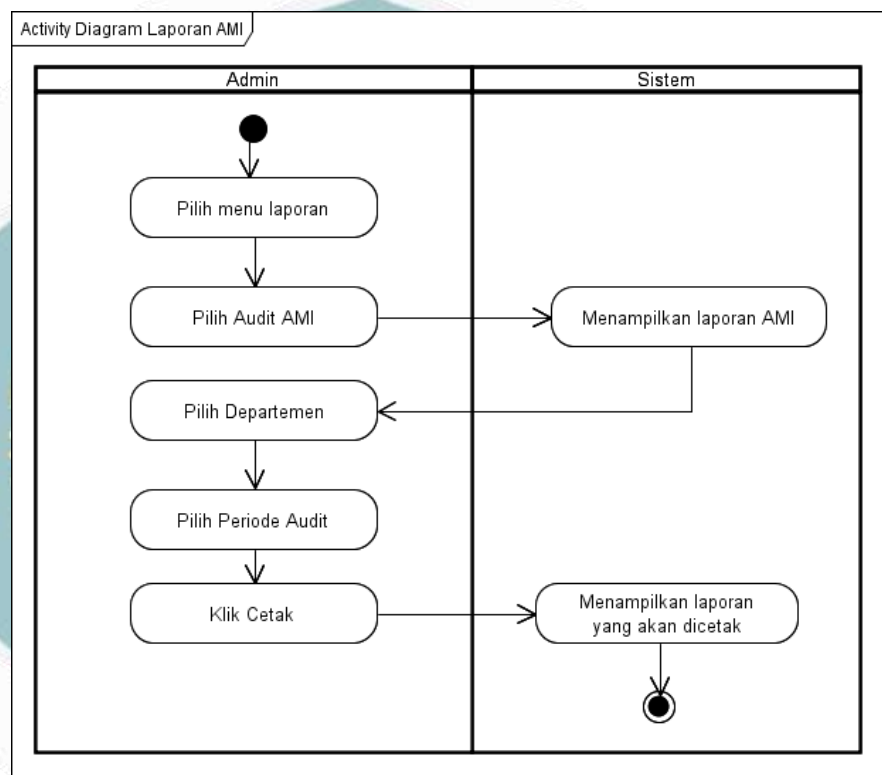 Activity Diagram Laporan AMI
Admin
Sistem
Pilih menu laporan
Pilih Audit AMI
Menampilkan laporan AMI
Pilih Departemen
Pilih Periode Audit
Klik Cetak
Menampilkan laporan
yang akan dicetak